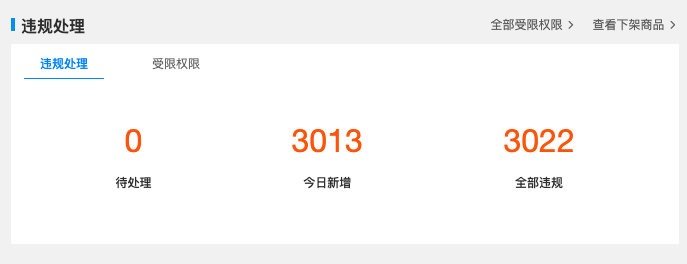 违规处理 全部受限权限 > 查看下架商品 >
违规处理 受限权限
0 3013 3022
待处理 今日新增 全部违规